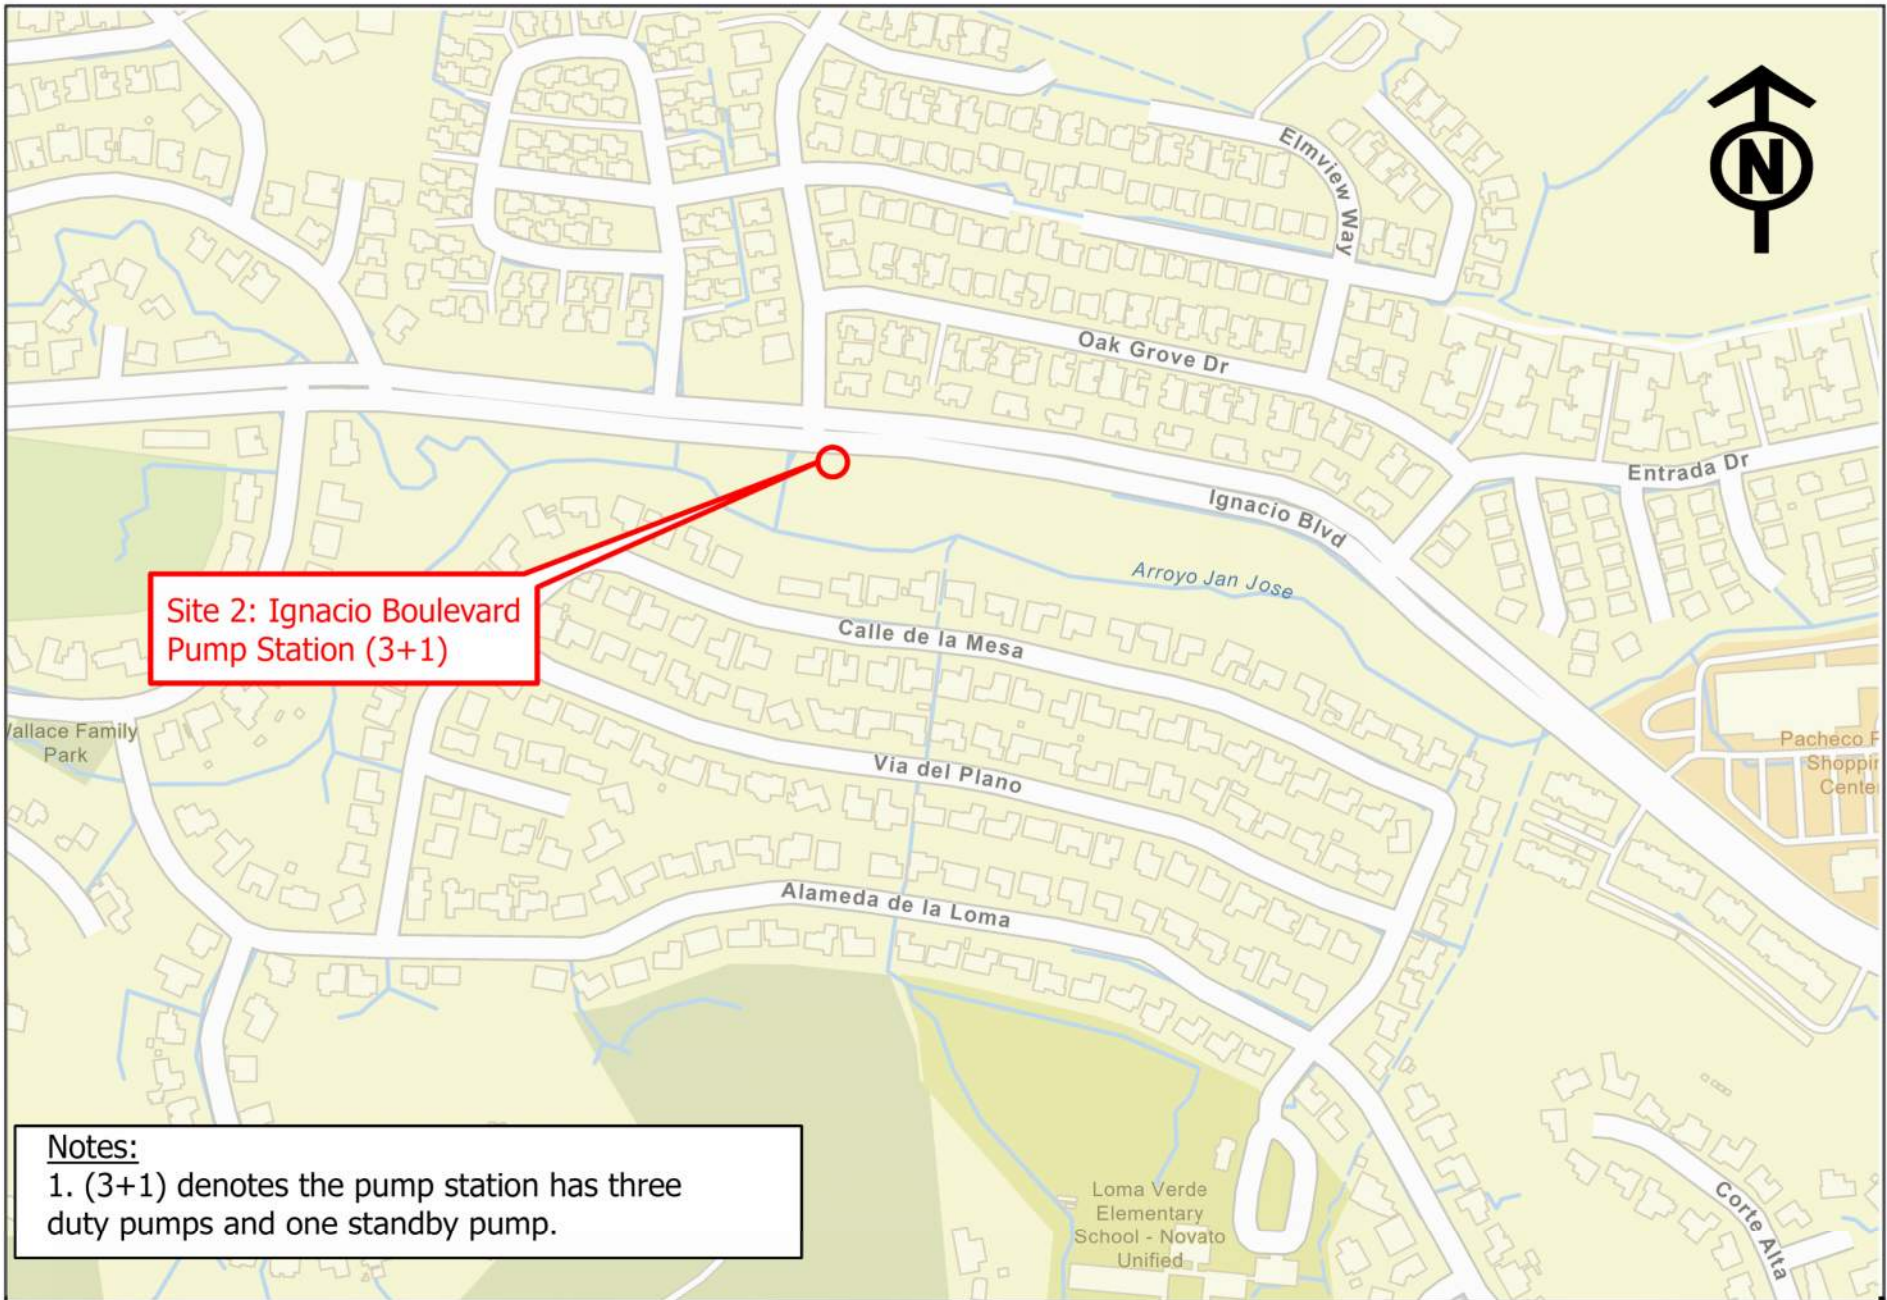 N
Elmview Way
Oak Grove Dr
Entrada Dr
Ignacio Blvd
Arroyo Jan Jose
Site 2: Ignacio Boulevard
Pump Station (3+1)
Calle de la Mesa
Family
Park
Pacheco
Via del Plano
Alameda de la Loma
Notes:
1. (3+1) denotes the pump station has three
duty pumps and one standby pump.
Loma Verde
Elementary
School - Novato
Unified
Corte Alta